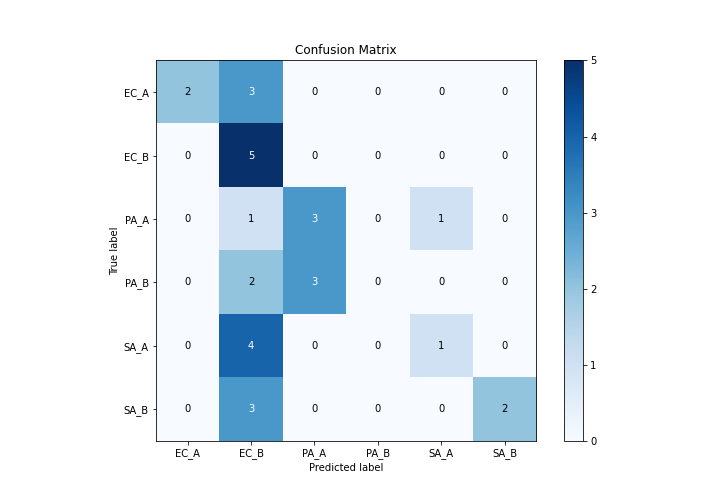 Confusion Matrix
True label
EC_A 2 3 0 0 0 0
EC_B 0 5 0 0 0 0
PA_A 0 1 3 0 1 0
PA_B 0 2 3 0 0 0
SA_A 0 4 0 0 1 0
SA_B 0 3 0 0 0 2
EC_A EC_B PA_A PA_B SA_A SA_B
Predicted label
5
4
3
2
1
0